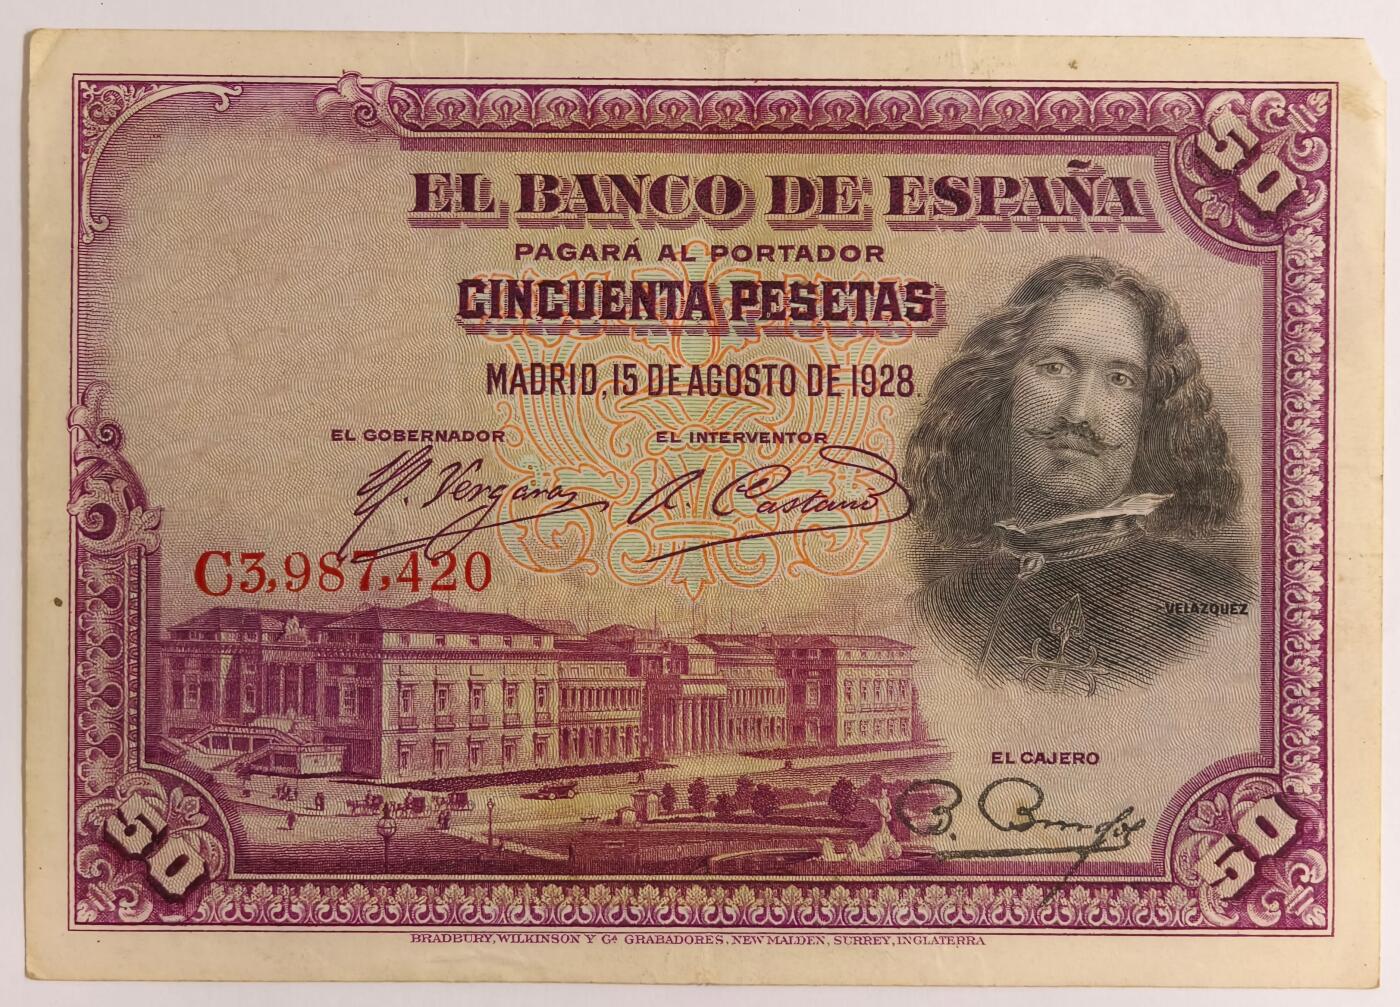 50
EL BANCO DE ESPAÑA
PAGARÁ AL PORTADOR
CINCUENTA PESETAS
MADRID, 15 DE AGOSTO DE 1928.
EL GOBERNADOR EL INTERVENTOR
C3,987,420
VELAZQUEZ
EL CAJERO
50 50
BRADBURY, WILKINSON Y Cª GRABADORES, NEW MALDEN, SURREY, INGLATERRA